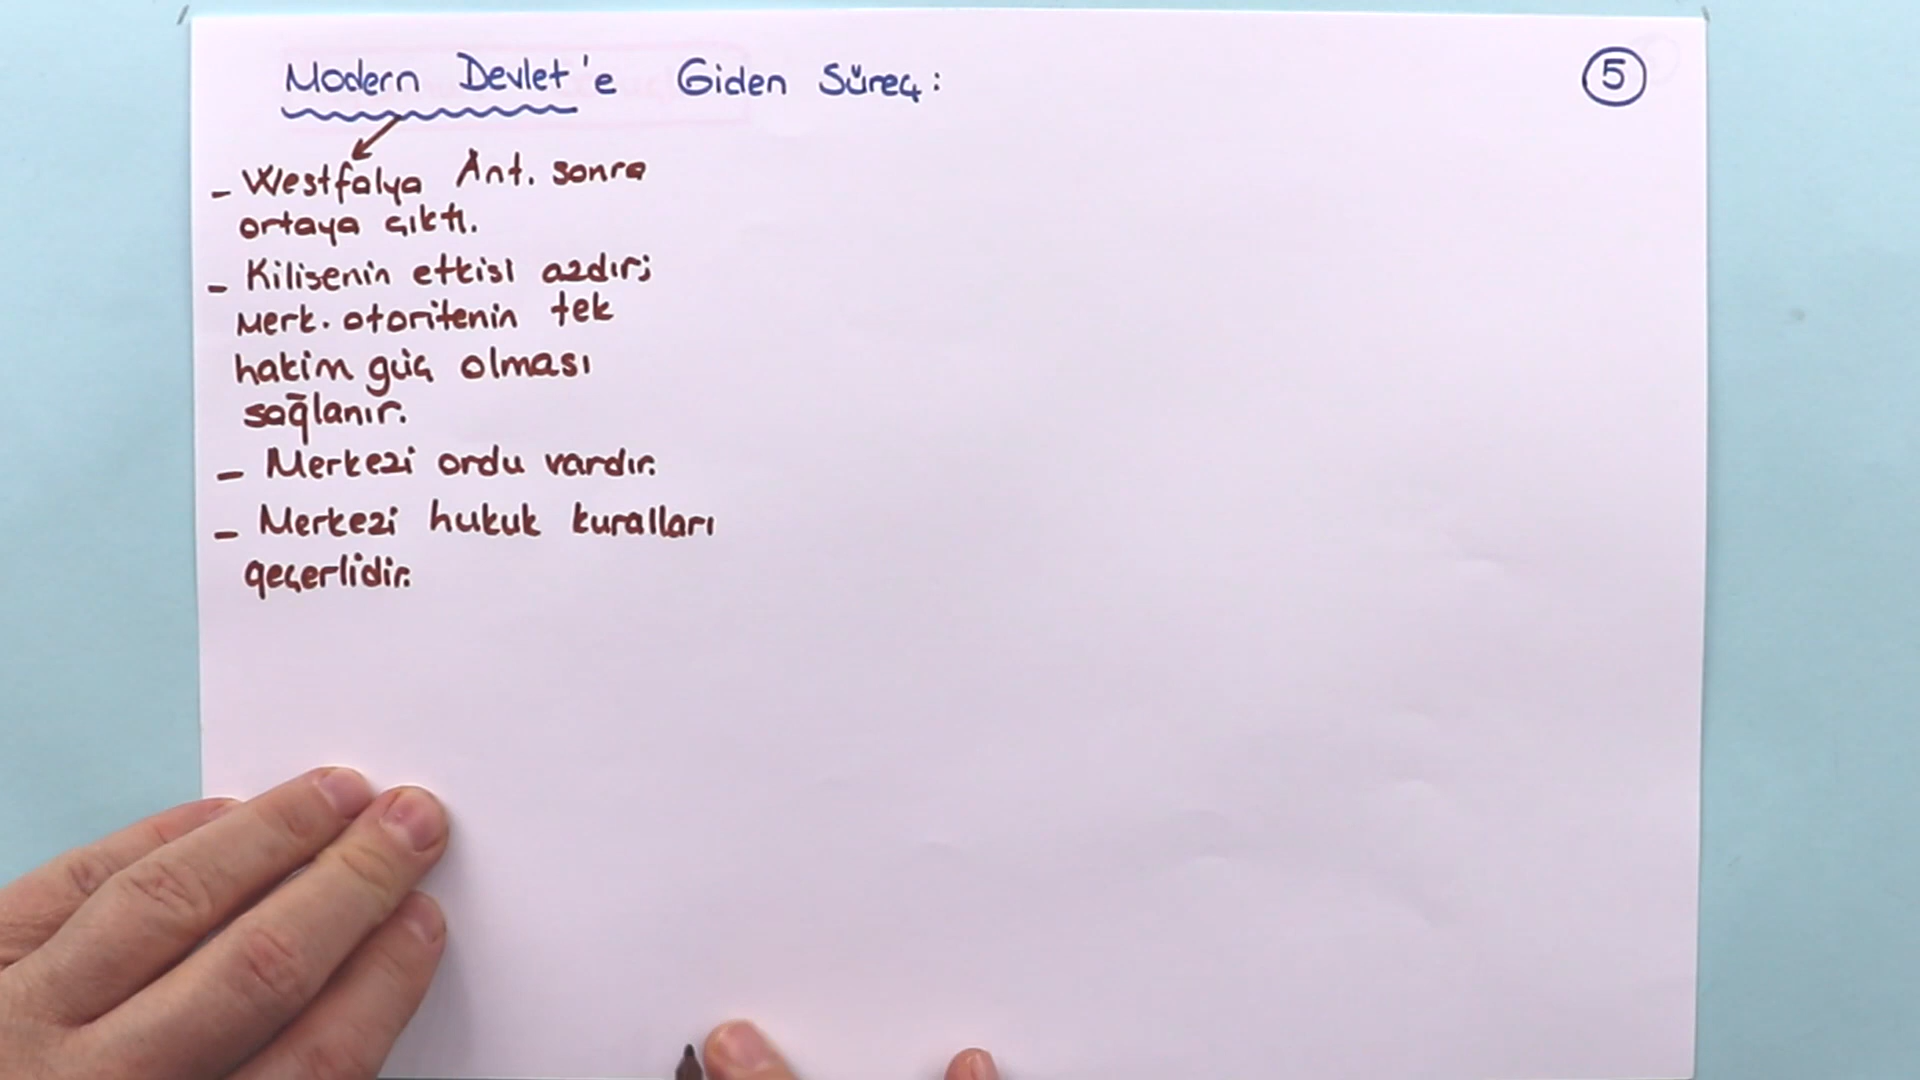 Modern Devlet'e Giden Süreç:
5
- Westfalya Ant. sonra
ortaya çıktı.
- Kilisenin etkisi azdır;
Merk. otoritenin tek
hakim güç olması
sağlanır.
- Merkezi ordu vardır.
- Merkezi hukuk kuralları
geçerlidir.